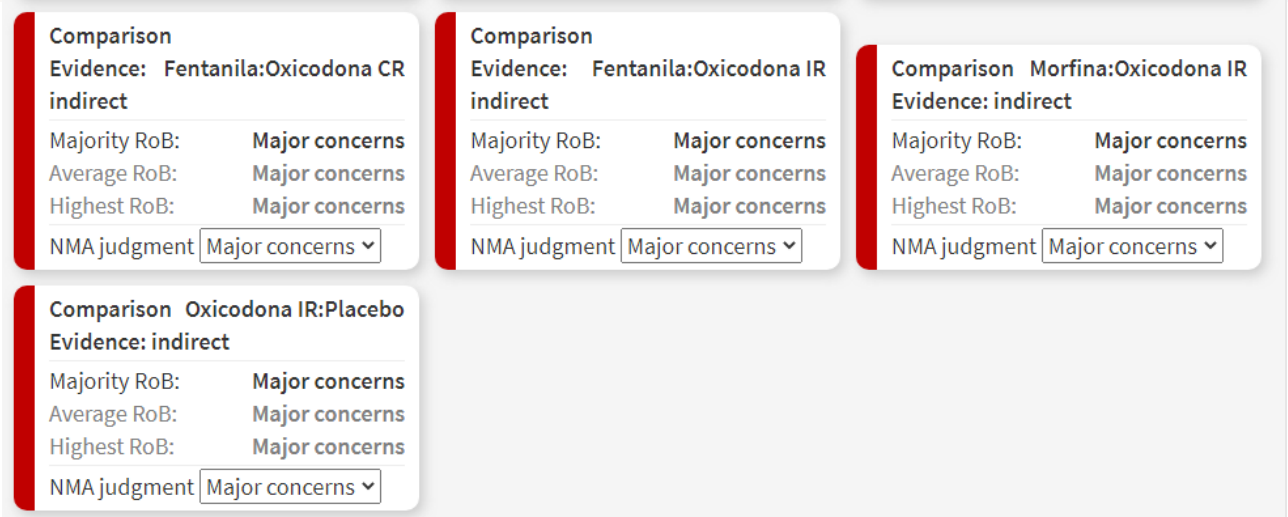 Comparison
Evidence: Fentanila:Oxicodona CR
indirect
Majority RoB: Major concerns
Average RoB: Major concerns
Highest RoB: Major concerns
NMA judgment Major concerns
Comparison
Evidence: Fentanila:Oxicodona IR
indirect
Majority RoB: Major concerns
Average RoB: Major concerns
Highest RoB: Major concerns
NMA judgment Major concerns
Comparison Morfina:Oxicodona IR
Evidence: indirect
Majority RoB: Major concerns
Average RoB: Major concerns
Highest RoB: Major concerns
NMA judgment Major concerns
Comparison Oxicodona IR:Placebo
Evidence: indirect
Majority RoB: Major concerns
Average RoB: Major concerns
Highest RoB: Major concerns
NMA judgment Major concerns